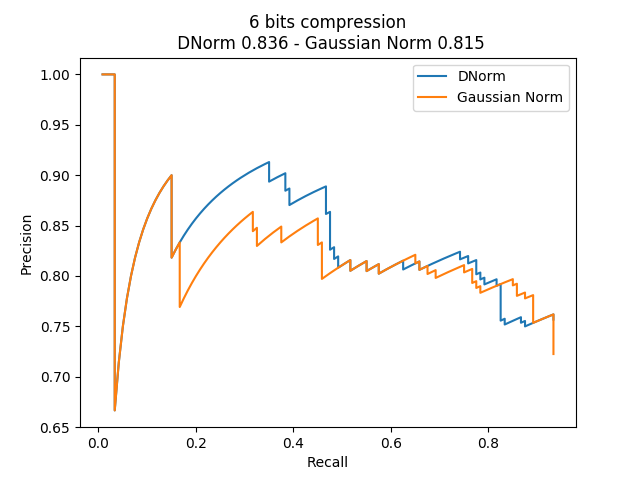 6 bits compression
DNorm 0.836 - Gaussian Norm 0.815
DNorm
Gaussian Norm
1.00
0.95
0.90
0.85
0.80
0.75
0.70
0.65
Precision
0.0
0.2
0.4
0.6
0.8
Recall